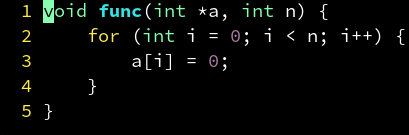 1 void func(int *a, int n) {
2     for (int i = 0; i < n; i++) {
3         a[i] = 0;
4     }
5 }